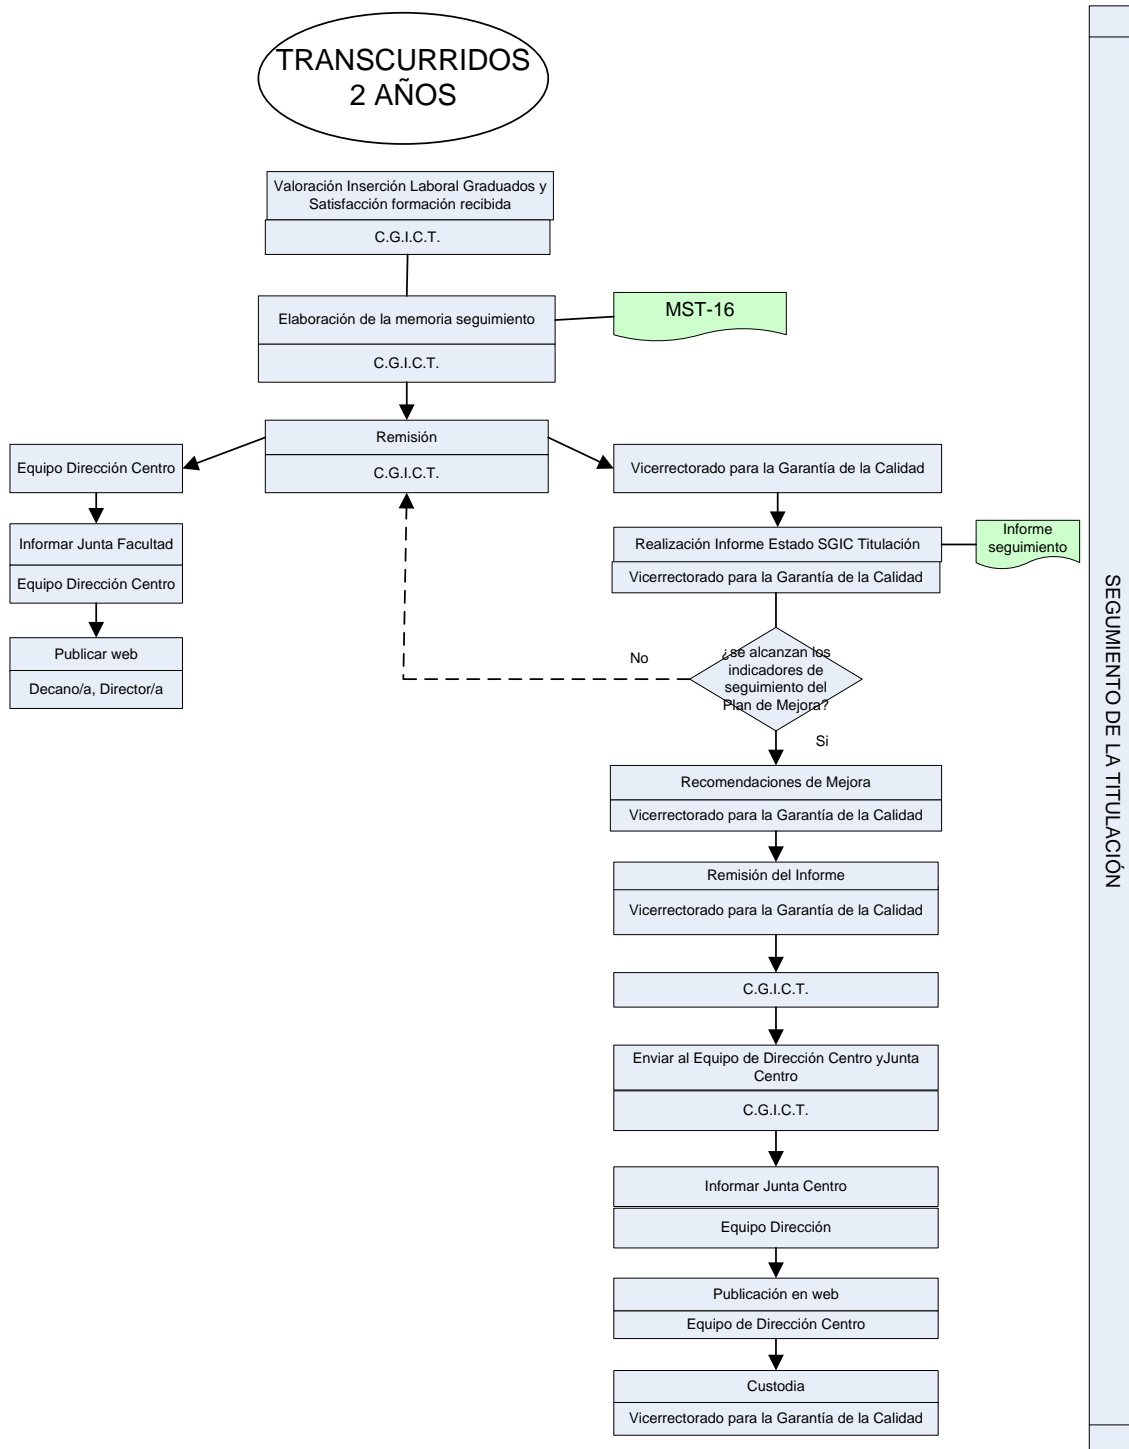 TRANSCURRIDOS
2 AÑOS
Valoración Inserción Laboral Graduados y
Satisfacción formación recibida
C.G.I.C.T.
Elaboración de la memoria seguimiento
C.G.I.C.T.
MST-16
Remisión
C.G.I.C.T.
Equipo Dirección Centro
Informar Junta Facultad
Equipo Dirección Centro
Publicar web
Decano/a, Director/a
Vicerrectorado para la Garantía de la Calidad
Realización Informe Estado SGIC Titulación
Vicerrectorado para la Garantía de la Calidad
Informe
seguimiento
¿se alcanzan los
indicadores de
seguimiento del
Plan de Mejora?
No
Si
Recomendaciones de Mejora
Vicerrectorado para la Garantía de la Calidad
Remisión del Informe
Vicerrectorado para la Garantía de la Calidad
C.G.I.C.T.
Enviar al Equipo de Dirección Centro yJunta
Centro
C.G.I.C.T.
Informar Junta Centro
Equipo Dirección
Publicación en web
Equipo de Dirección Centro
Custodia
Vicerrectorado para la Garantía de la Calidad
SEGUMIENTO DE LA TITULACIÓN